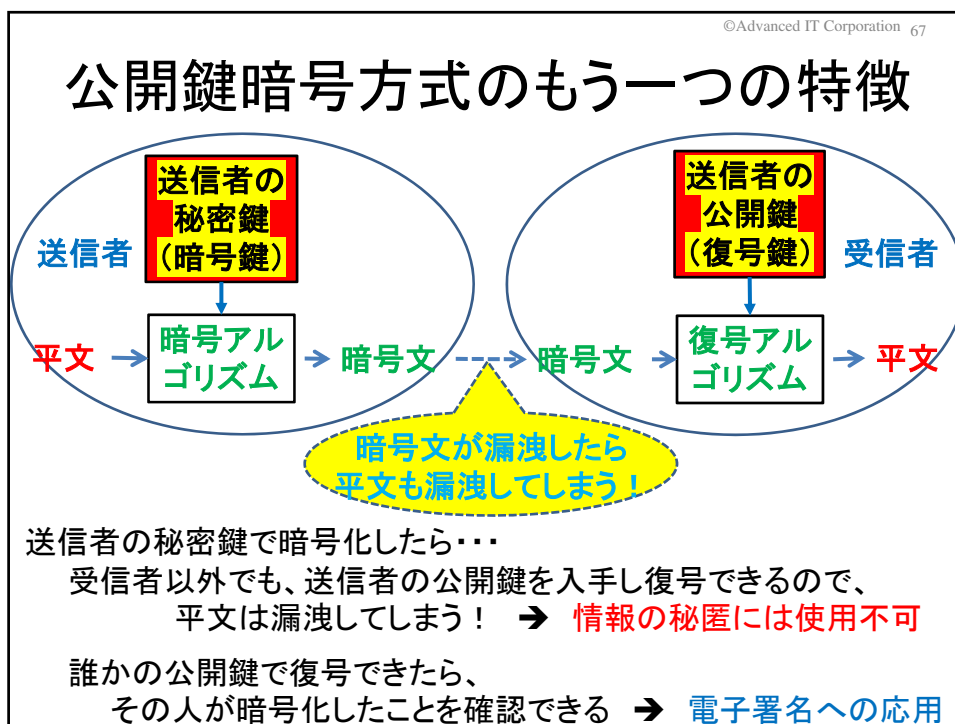 ©Advanced IT Corporation 67
公開鍵暗号方式のもう一つの特徴
送信者の
秘密鍵
（暗号鍵）
送信者
平文
暗号アル
ゴリズム
暗号文
送信者の
公開鍵
（復号鍵）
受信者
暗号文
復号アル
ゴリズム
平文
暗号文が漏洩したら
平文も漏洩してしまう！
送信者の秘密鍵で暗号化したら・・・
受信者以外でも、送信者の公開鍵を入手し復号できるので、
平文は漏洩してしまう！ ➔ 情報の秘匿には使用不可
誰かの公開鍵で復号できたら、
その人が暗号化したことを確認できる ➔ 電子署名への応用